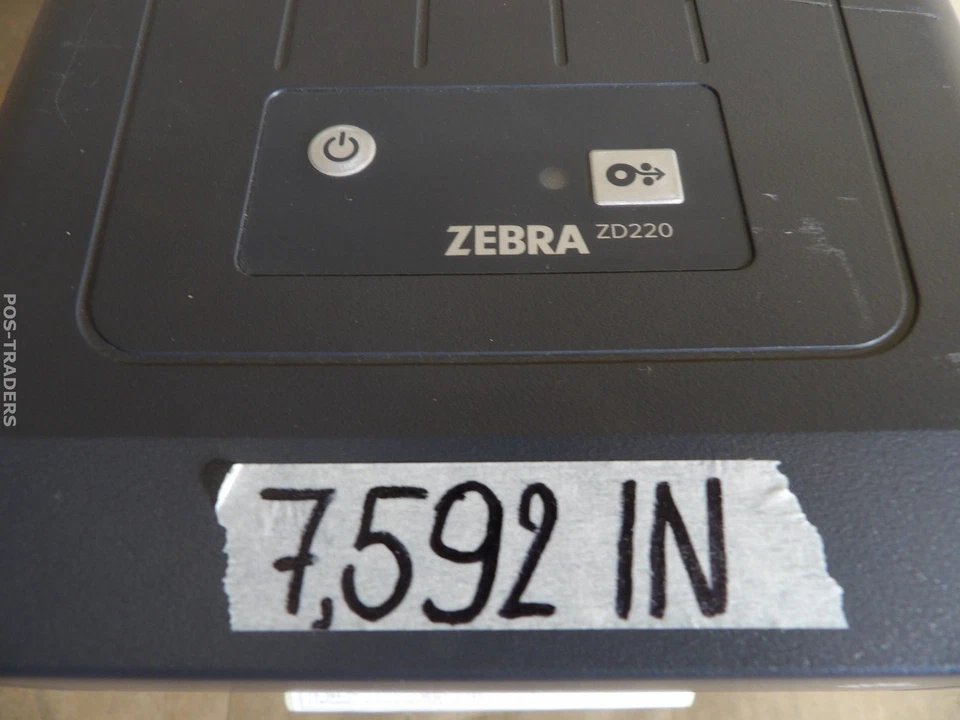 ZEBRA ZD220
7,592 IN
POS-TRADERS